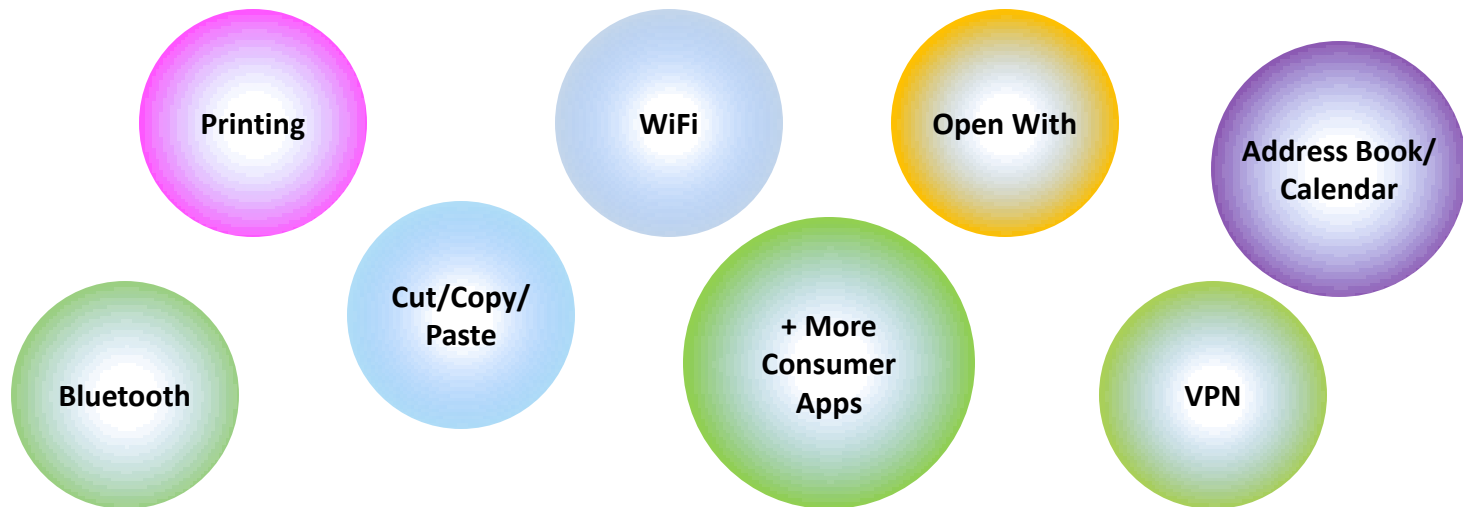 Printing
WiFi
Open With
Address Book/
Calendar
Cut/Copy/
Paste
+ More
Consumer
Apps
Bluetooth
VPN